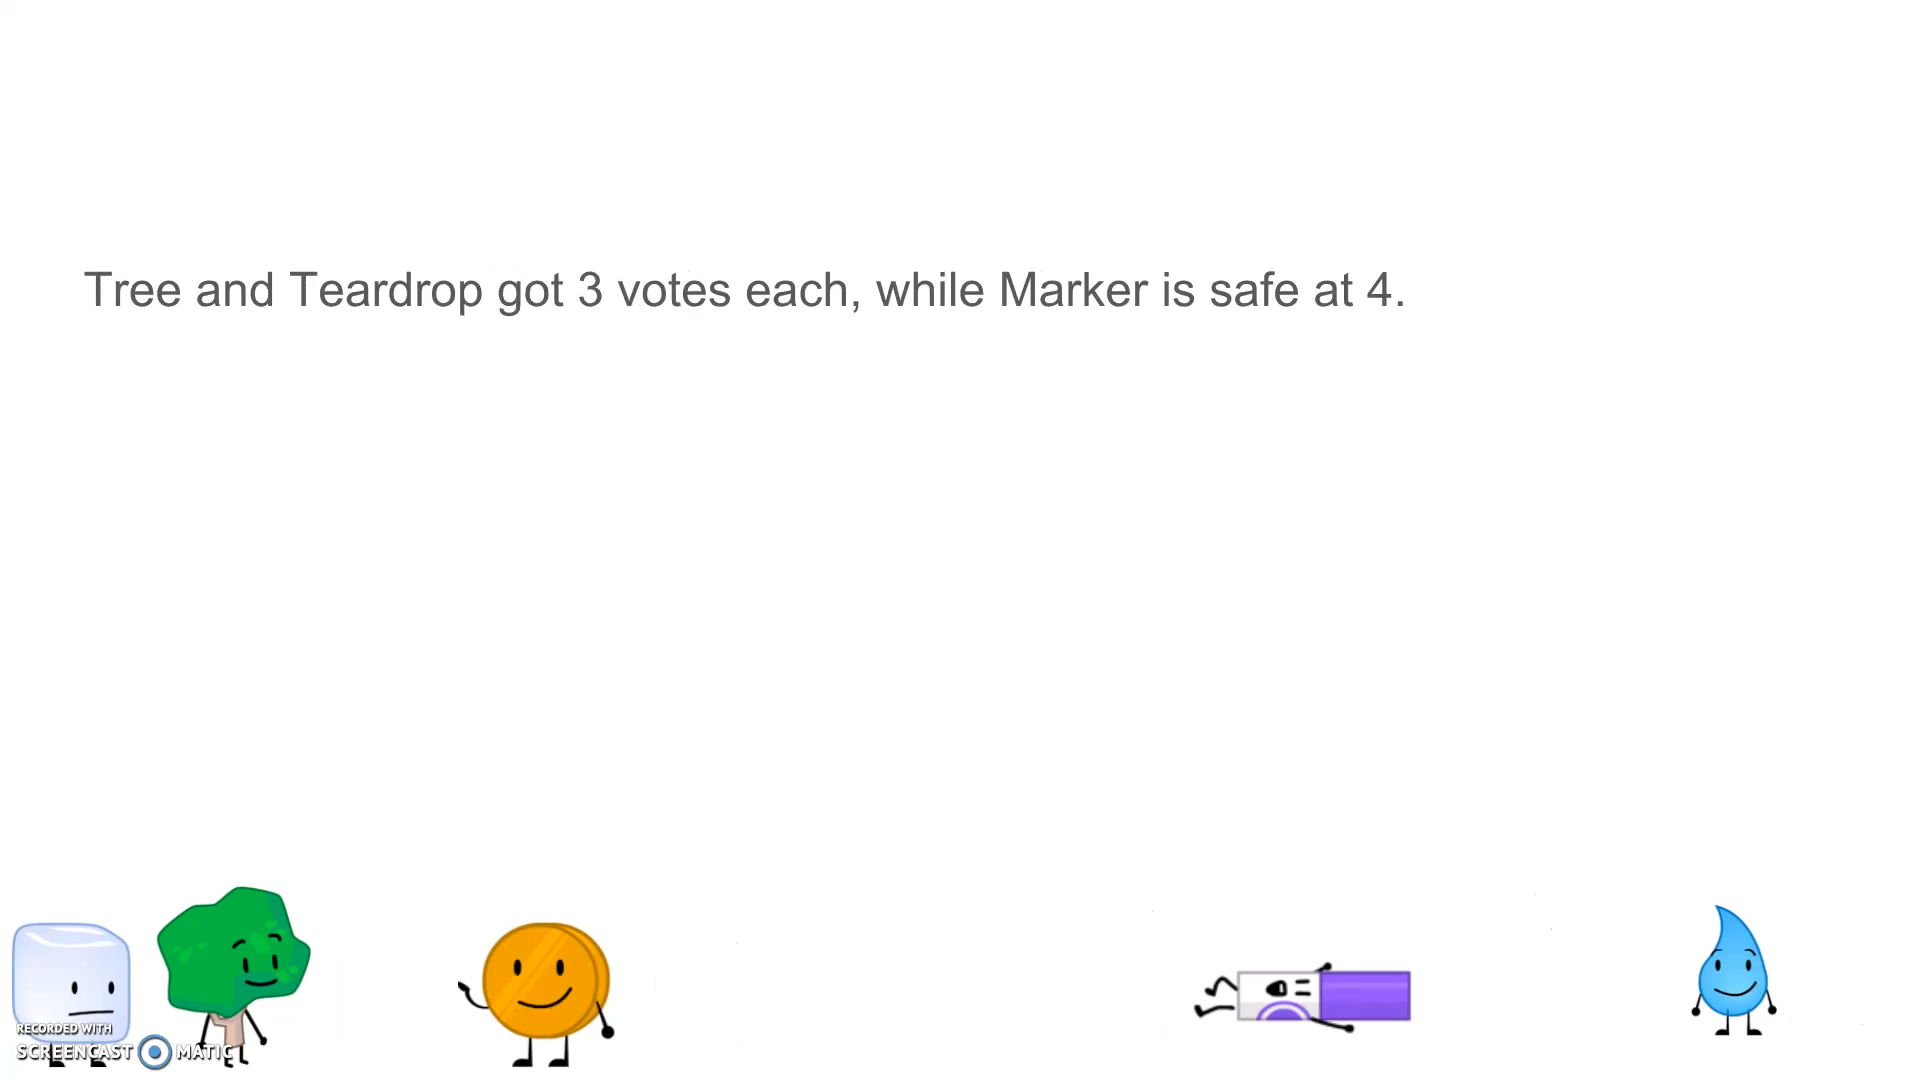 Tree and Teardrop got 3 votes each, while Marker is safe at 4.
RECORDED WITH
SCREENCAST MATIC